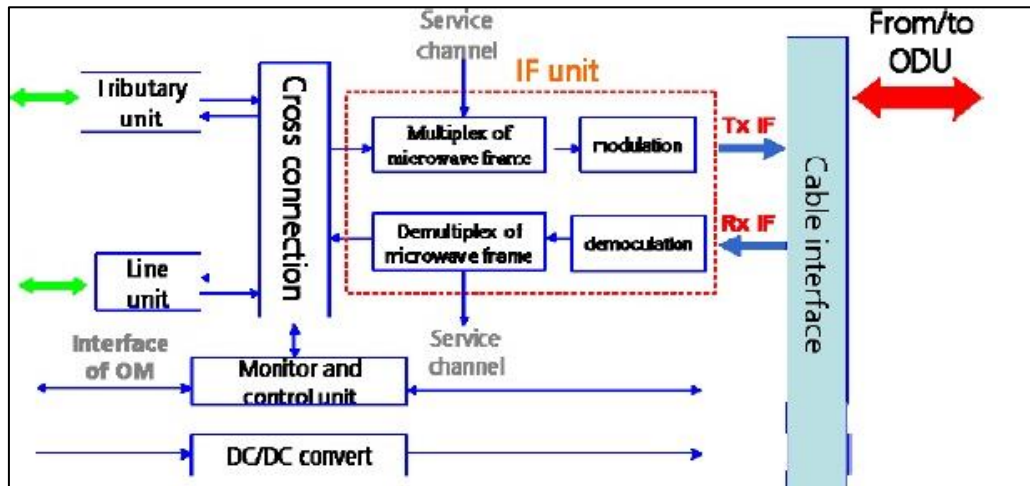 Service
channel
From/to
ODU
IF unit
Tributary
unit
Cross connection
Multiplex of
microwave frame
modulation
Tx IF
Cable interface
Demultiplex of
microwave frame
democulation
Rx IF
Line
unit
Service
channel
Interface
of OM
Monitor and
control unit
DC/DC convert